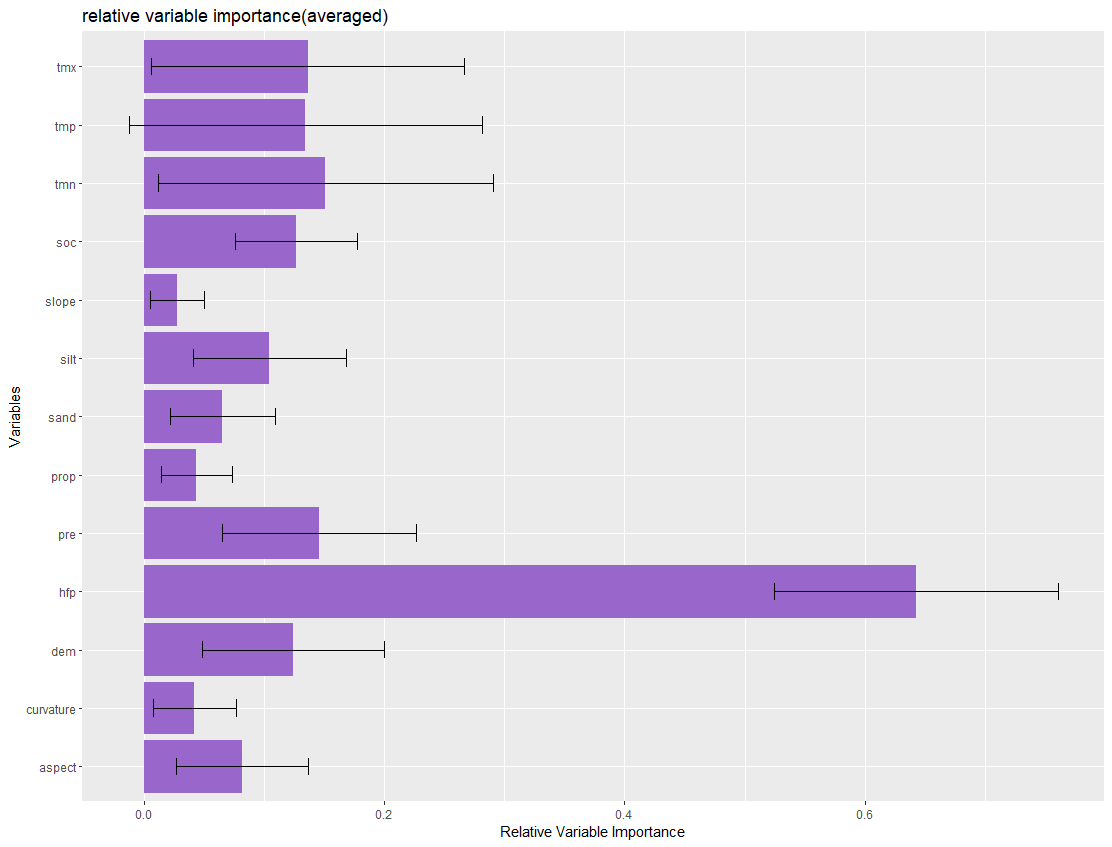 relative variable importance(averaged)
tmx
tmp
tmn
soc
slope
silt
sand
prop
pre
hfp
dem
curvature
aspect
Variables
0.0 0.2 0.4 0.6
Relative Variable Importance